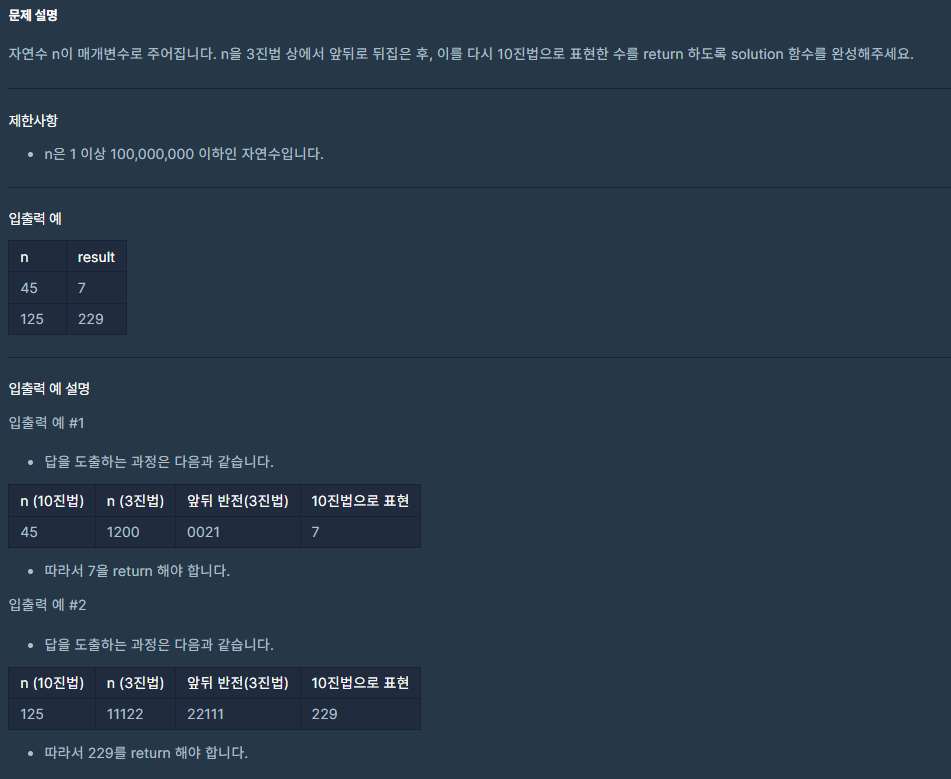 문제 설명
자연수 n이 매개변수로 주어집니다. n을 3진법 상에서 앞뒤로 뒤집은 후, 이를 다시 10진법으로 표현한 수를 return 하도록 solution 함수를 완성해주세요.
제한사항
• n은 1 이상 100,000,000 이하인 자연수입니다.
입출력 예
n result
45 7
125 229
입출력 예 설명
입출력 예 #1
• 답을 도출하는 과정은 다음과 같습니다.
n (10진법) n (3진법) 앞뒤 반전(3진법) 10진법으로 표현
45 1200 0021 7
• 따라서 7을 return 해야 합니다.
입출력 예 #2
• 답을 도출하는 과정은 다음과 같습니다.
n (10진법) n (3진법) 앞뒤 반전(3진법) 10진법으로 표현
125 11122 22111 229
• 따라서 229를 return 해야 합니다.